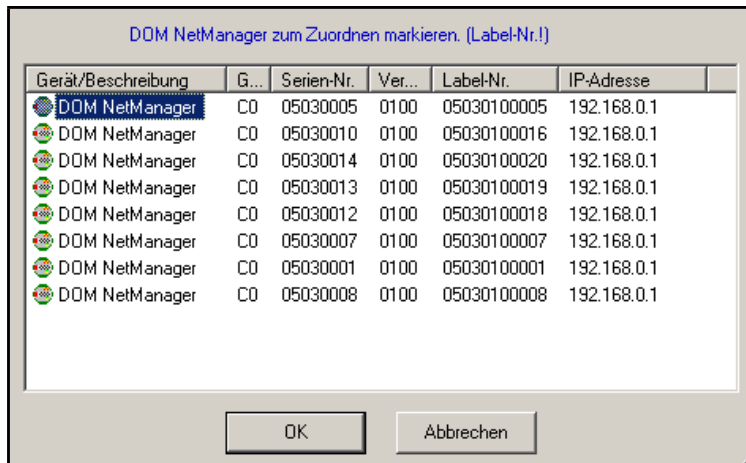 DOM NetManager zum Zuordnen markieren. (Label-Nr.!)
Gerät/Beschreibung G... Serien-Nr. Ver... Label-Nr. IP-Adresse
DOM NetManager C0 05030005 0100 05030100005 192.168.0.1
DOM NetManager C0 05030010 0100 05030100016 192.168.0.1
DOM NetManager C0 05030014 0100 05030100020 192.168.0.1
DOM NetManager C0 05030013 0100 05030100019 192.168.0.1
DOM NetManager C0 05030012 0100 05030100018 192.168.0.1
DOM NetManager C0 05030007 0100 05030100007 192.168.0.1
DOM NetManager C0 05030001 0100 05030100001 192.168.0.1
DOM NetManager C0 05030008 0100 05030100008 192.168.0.1
OK Abbrechen